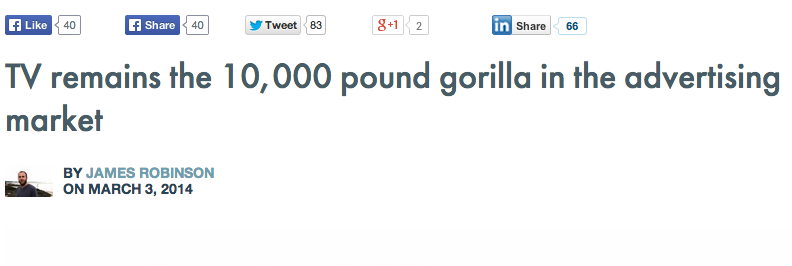 Like 40 Share 40 Tweet 83 g+1 2 in Share 66
TV remains the 10,000 pound gorilla in the advertising
market
BY JAMES ROBINSON
ON MARCH 3, 2014